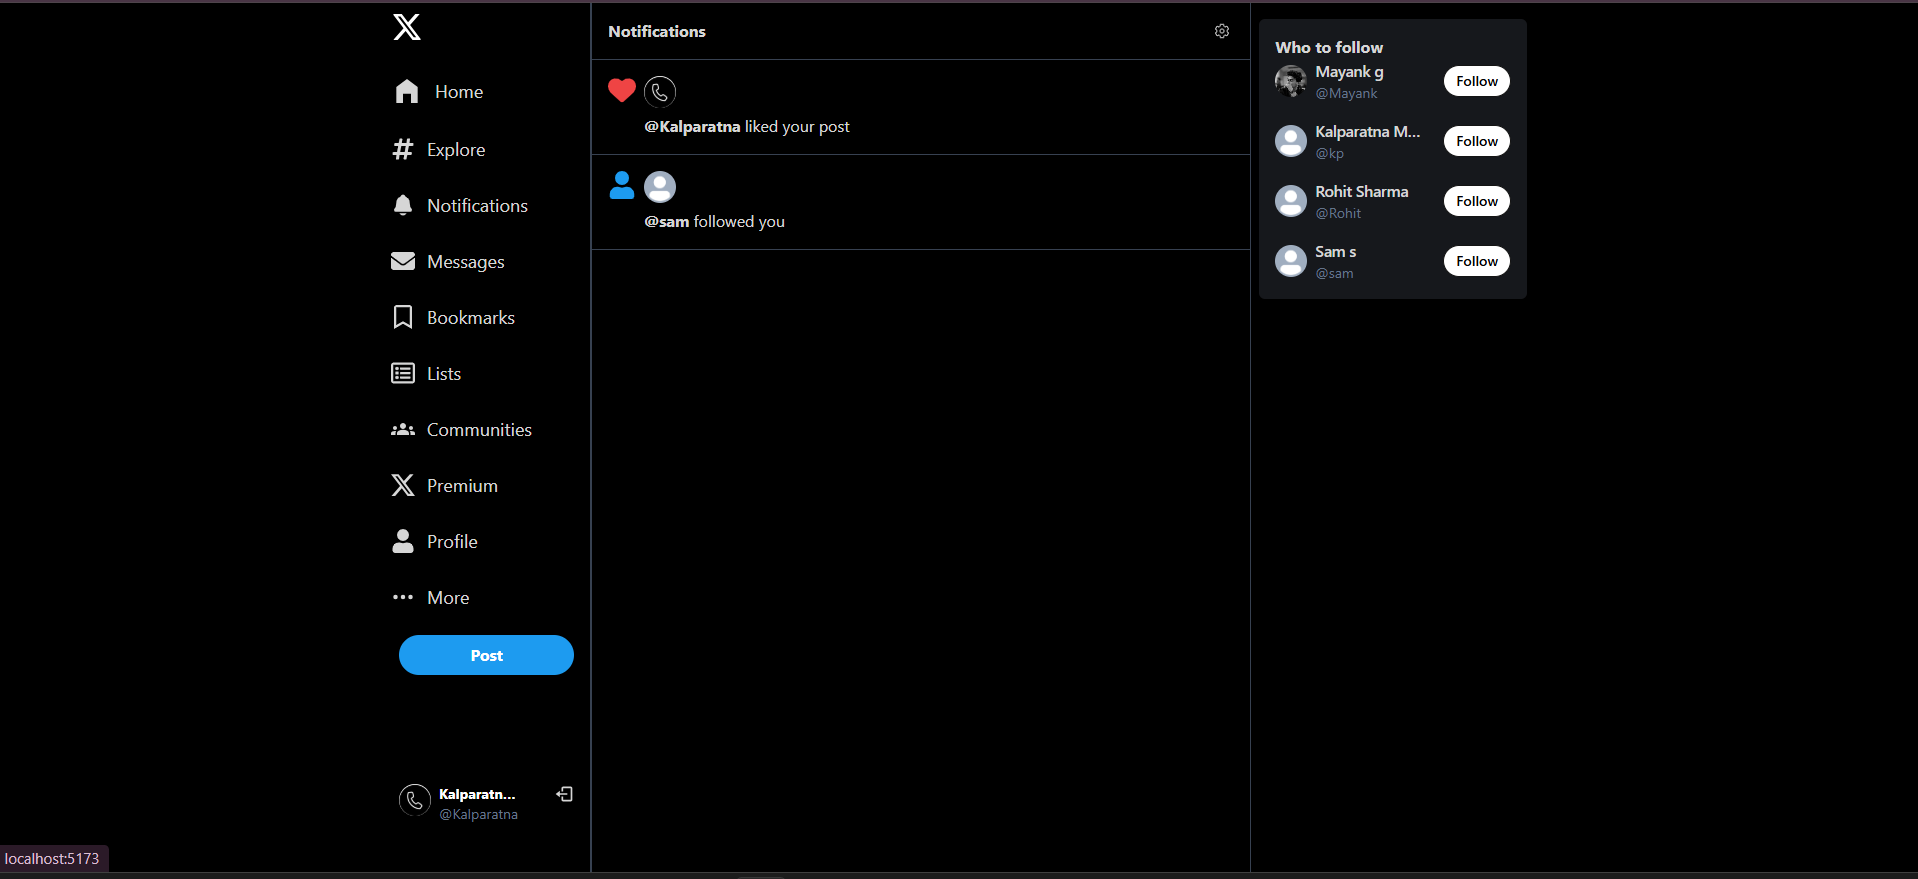 Home
Explore
Notifications
Messages
Bookmarks
Lists
Communities
Premium
Profile
More
Post
Kalparatn...
@Kalparatna
localhost:5173
Notifications
@Kalparatna liked your post
@sam followed you
Who to follow
Mayank g
@Mayank
Follow
Kalparatna M...
@kp
Follow
Rohit Sharma
@Rohit
Follow
Sam s
@sam
Follow